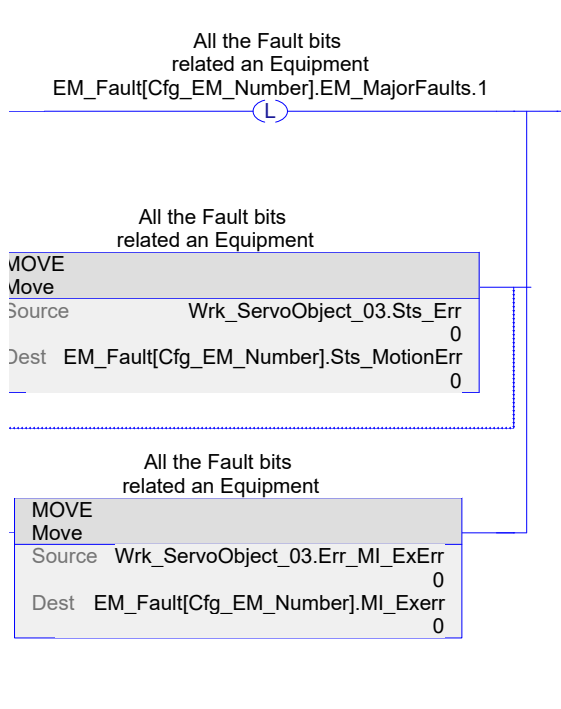 All the Fault bits
related an Equipment
EM_Fault[Cfg_EM_Number].EM_MajorFaults.1
L
All the Fault bits
related an Equipment
MOVE
Move
Source Wrk_ServoObject_03.Sts_Err
0
Dest EM_Fault[Cfg_EM_Number].Sts_MotionErr
0
All the Fault bits
related an Equipment
MOVE
Move
Source Wrk_ServoObject_03.Err_MI_ExErr
0
Dest EM_Fault[Cfg_EM_Number].MI_Exerr
0